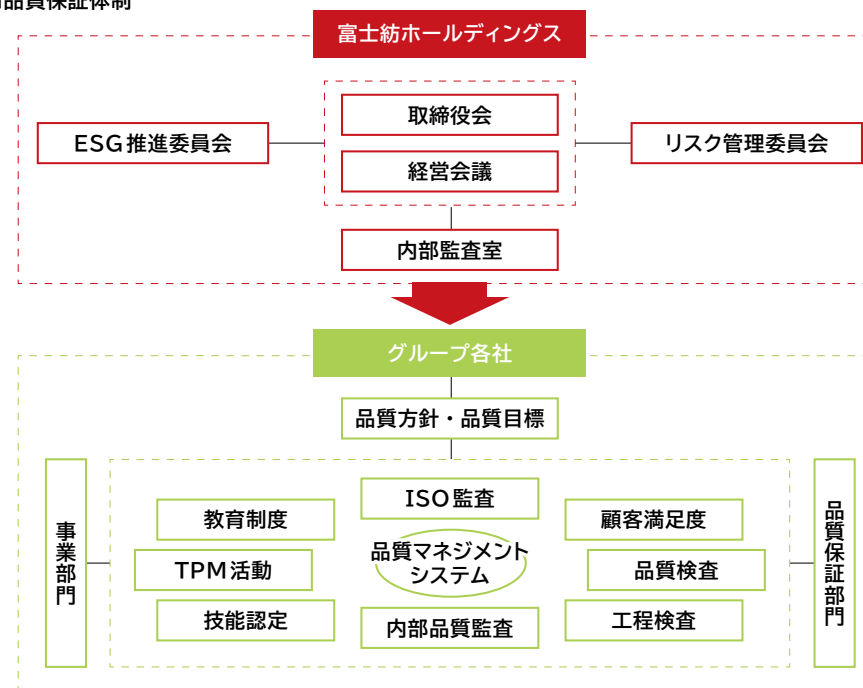 品質保証体制
富士紡ホールディングス
取締役会
ESG推進委員会
リスク管理委員会
経営会議
内部監査室
グループ各社
品質方針・品質目標
事業部門
教育制度
TPM活動
技能認定
ISO監査
品質マネジメント
システム
内部品質監査
顧客満足度
品質検査
工程検査
品質保証部門